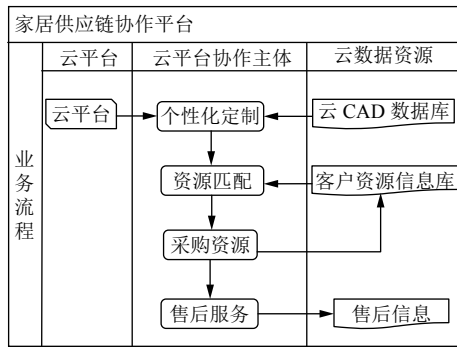 家居供应链协作平台
云平台
云平台协作主体
云数据资源
业务流程
云平台
个性化定制
云 CAD 数据库
资源匹配
客户资源信息库
采购资源
售后服务
售后信息